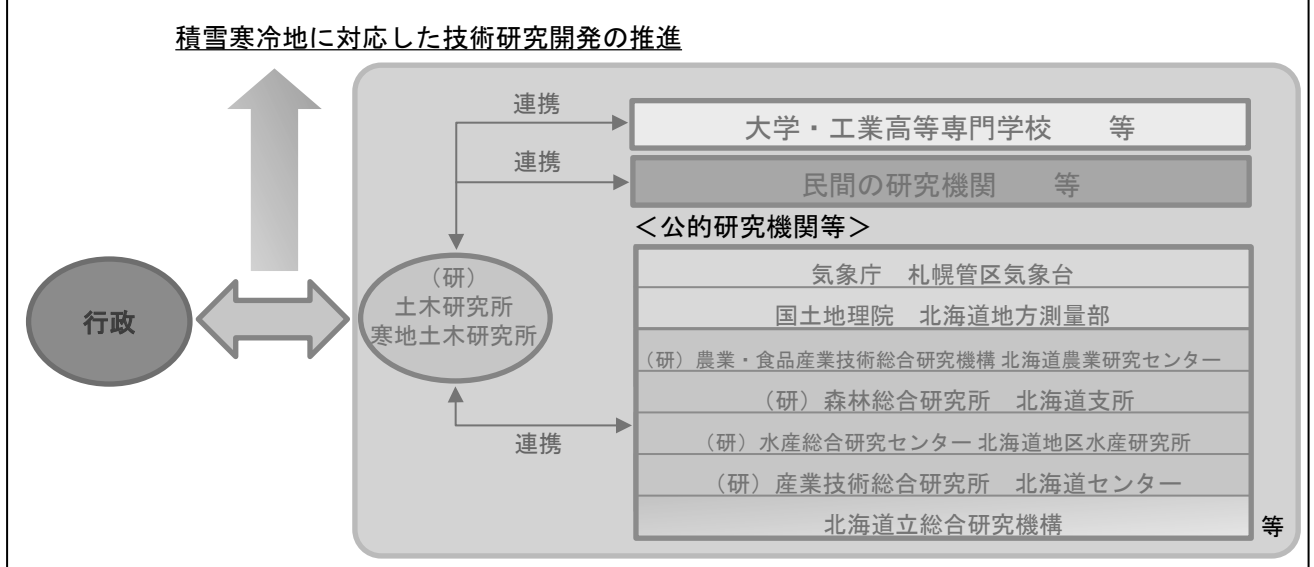 積雪寒冷地に対応した技術研究開発の推進
連携
大学・工業高等専門学校　等
連携
民間の研究機関　等
＜公的研究機関等＞
行政
（研）
土木研究所
寒地土木研究所
気象庁　札幌管区気象台
国土地理院　北海道地方測量部
（研）農業・食品産業技術総合研究機構 北海道農業研究センター
（研）森林総合研究所　北海道支所
連携
（研）水産総合研究センター 北海道地区水産研究所
（研）産業技術総合研究所　北海道センター
北海道立総合研究機構
等